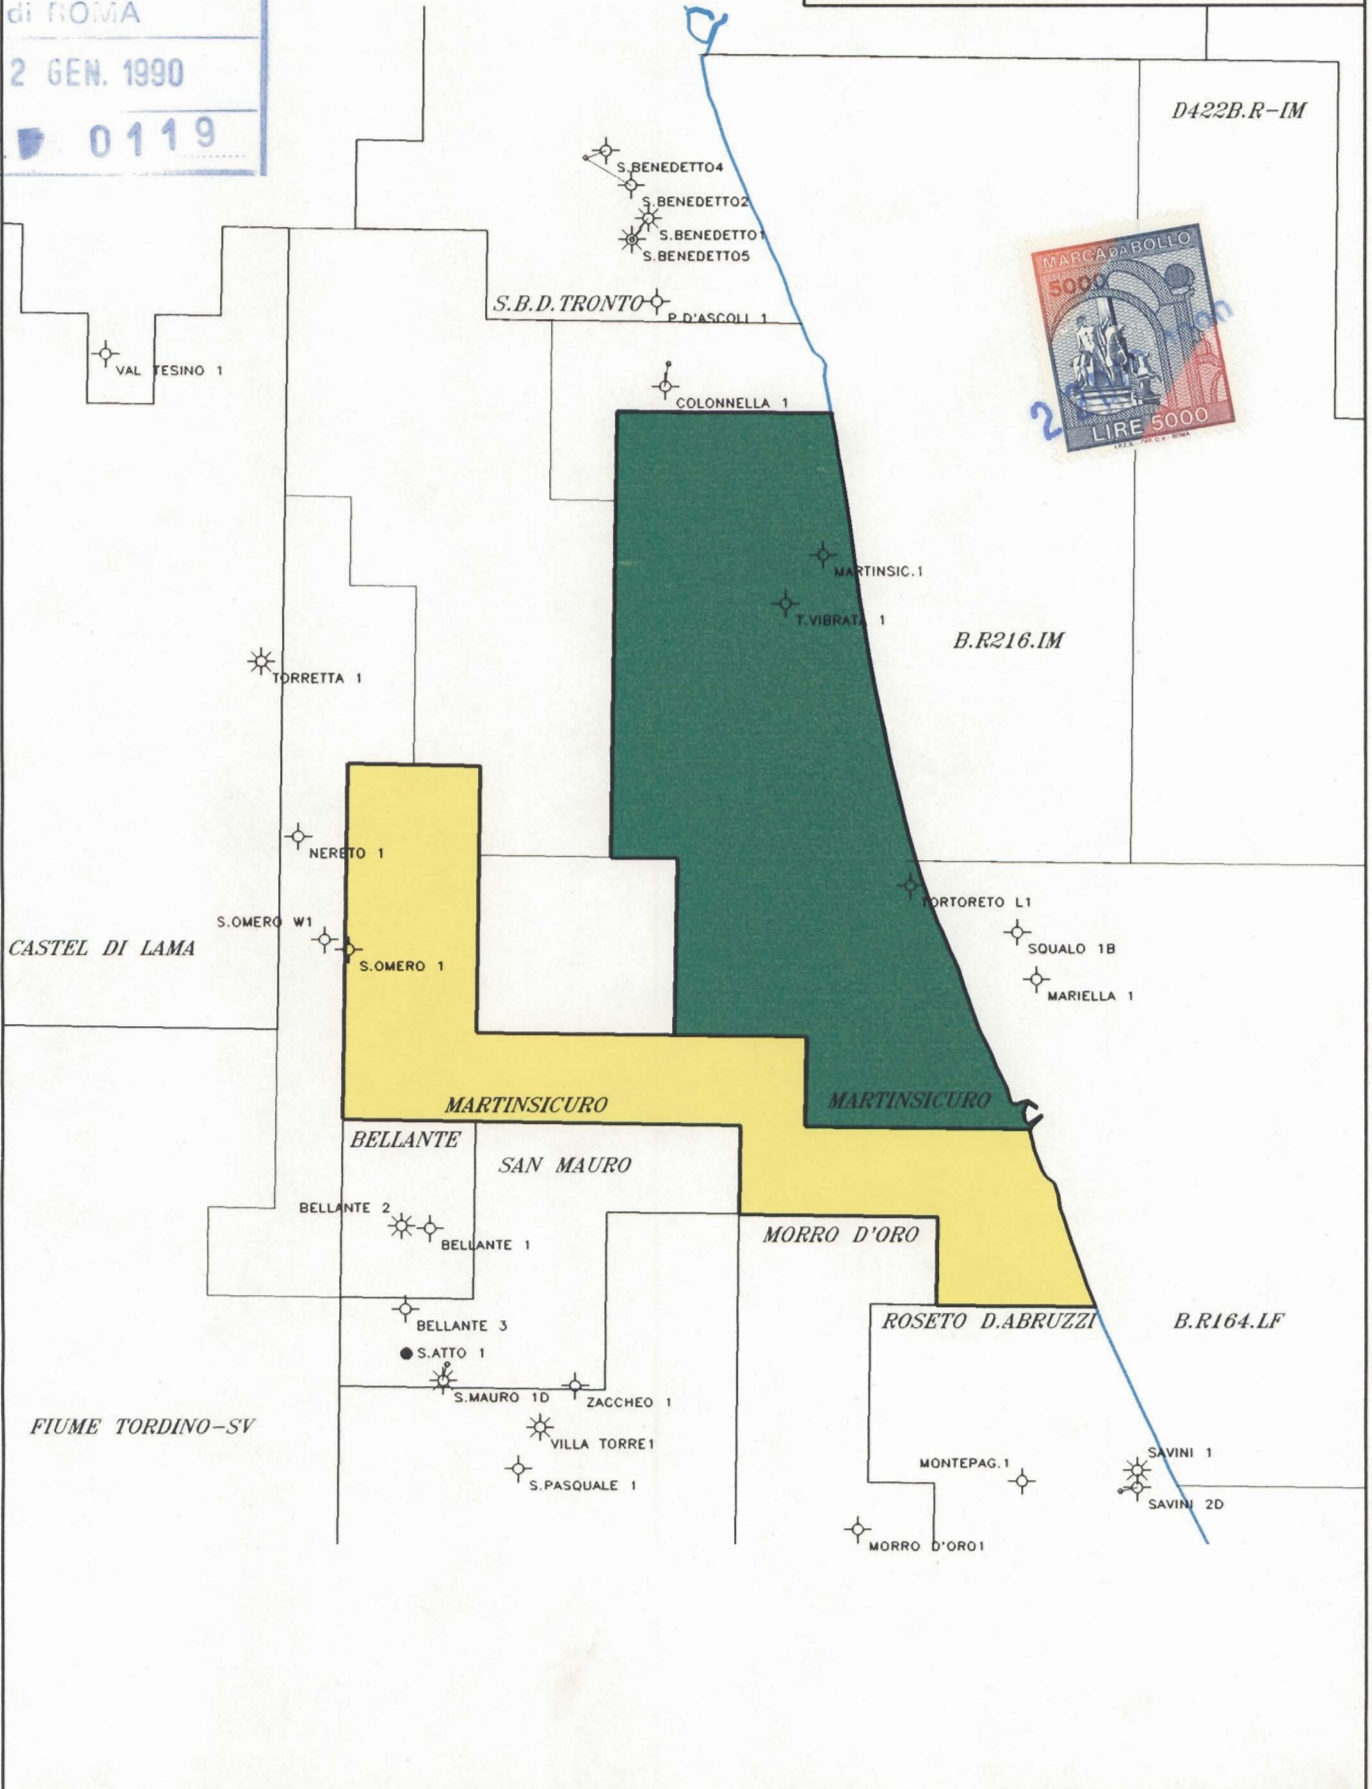 di ROMA
2 GEN. 1990
0119
D422B.R-IM
S.BENEDETTO4
S.BENEDETTO2
S.BENEDETTO1
S.BENEDETTO5
MARCA DA BOLLO
5000
LIRE 5000
S.B.D.TRONTO
P.D'ASCOLI 1
VAL TESINO 1
COLONNELLA 1
MARTINSIC.1
T.VIBRATA 1
B.R216.IM
TORRETTA 1
NERETO 1
S.OMERO W1
TORTORETO L1
CASTEL DI LAMA
S.OMERO 1
SQUALO 1B
MARIELLA 1
MARTINSICURO
MARTINSICURO
BELLANTE
SAN MAURO
BELLANTE 2
BELLANTE 1
MORRO D'ORO
BELLANTE 3
ROSETO D.ABRUZZI
B.R164.LF
S.ATTO 1
S.MAURO 1D
ZACCHEO 1
FIUME TORDINO-SV
VILLA TORRE1
S.PASQUALE 1
MONTEPAG.1
SAVINI 1
SAVINI 2D
MORRO D'ORO1